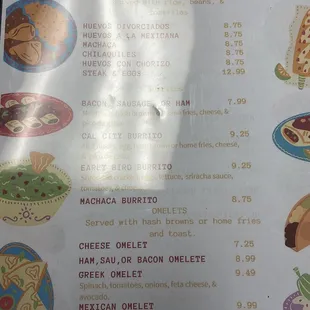 beans, &
HUEVOS DIVORCIADOS 8.75
HUEVOS A LA MEXICANA 8.75
MACHACA 8.75
CHILAQUILES 8.75
HUEVOS CON CHORIZO 8.75
STEAK & EGGS 12.99
BACON, SAUSAGE, OR HAM 7.99
fries, cheese, &
CAL CITY BURRITO 9.25
home fries, cheese,
EARLY BIRD BURRITO 9.25
sriracha sauce,
MACHACA BURRITO 8.75
OMELETS
Served with hash browns or home fries
and toast.
CHEESE OMELET 7.25
HAM,SAU,OR BACON OMELETE 8.99
GREEK OMELET 9.49
Spinach, tomatoes, onions, feta cheese, &
avocado.
MEXICAN OMELET 9.99